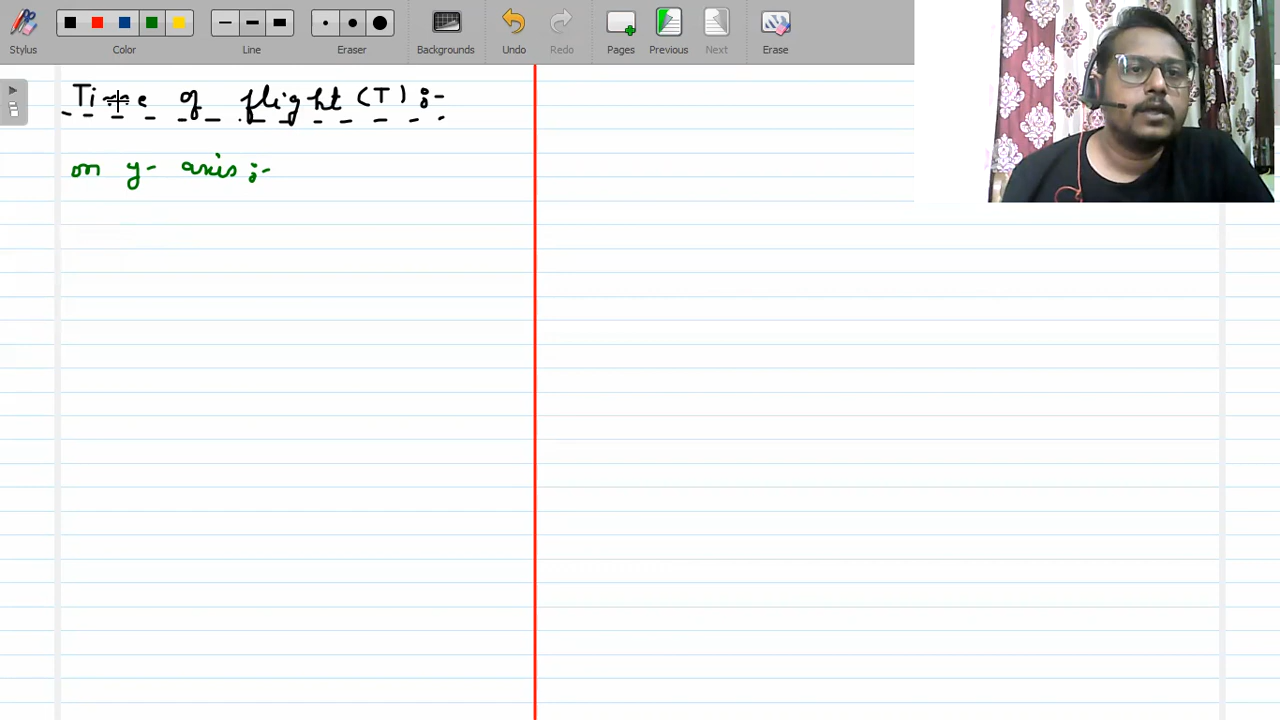 Stylus Color Line Eraser Backgrounds Undo Redo Pages Previous Next Erase
Time of flight (T) :-
on y- axis :-